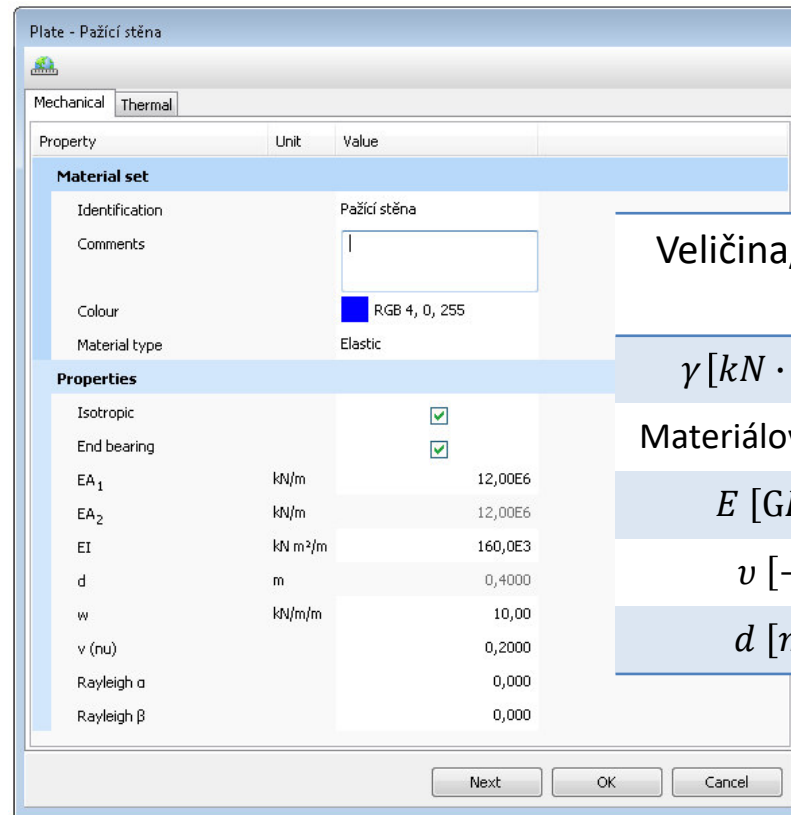 Plate - Pažící stěna
Mechanical Thermal
Property Unit Value
Material set
Identification Pažící stěna
Comments
Colour RGB 4, 0, 255
Material type Elastic
Properties
Isotropic
End bearing
EA₁ kN/m 12,00E6
EA₂ kN/m 12,00E6
EI kN m²/m 160,0E3
d m 0,4000
w kN/m/m 10,00
v (nu) 0,2000
Rayleigh α 0,000
Rayleigh β 0,000
Next OK Cancel
Veličina,
γ [kN ·
E [G
υ [-
d [